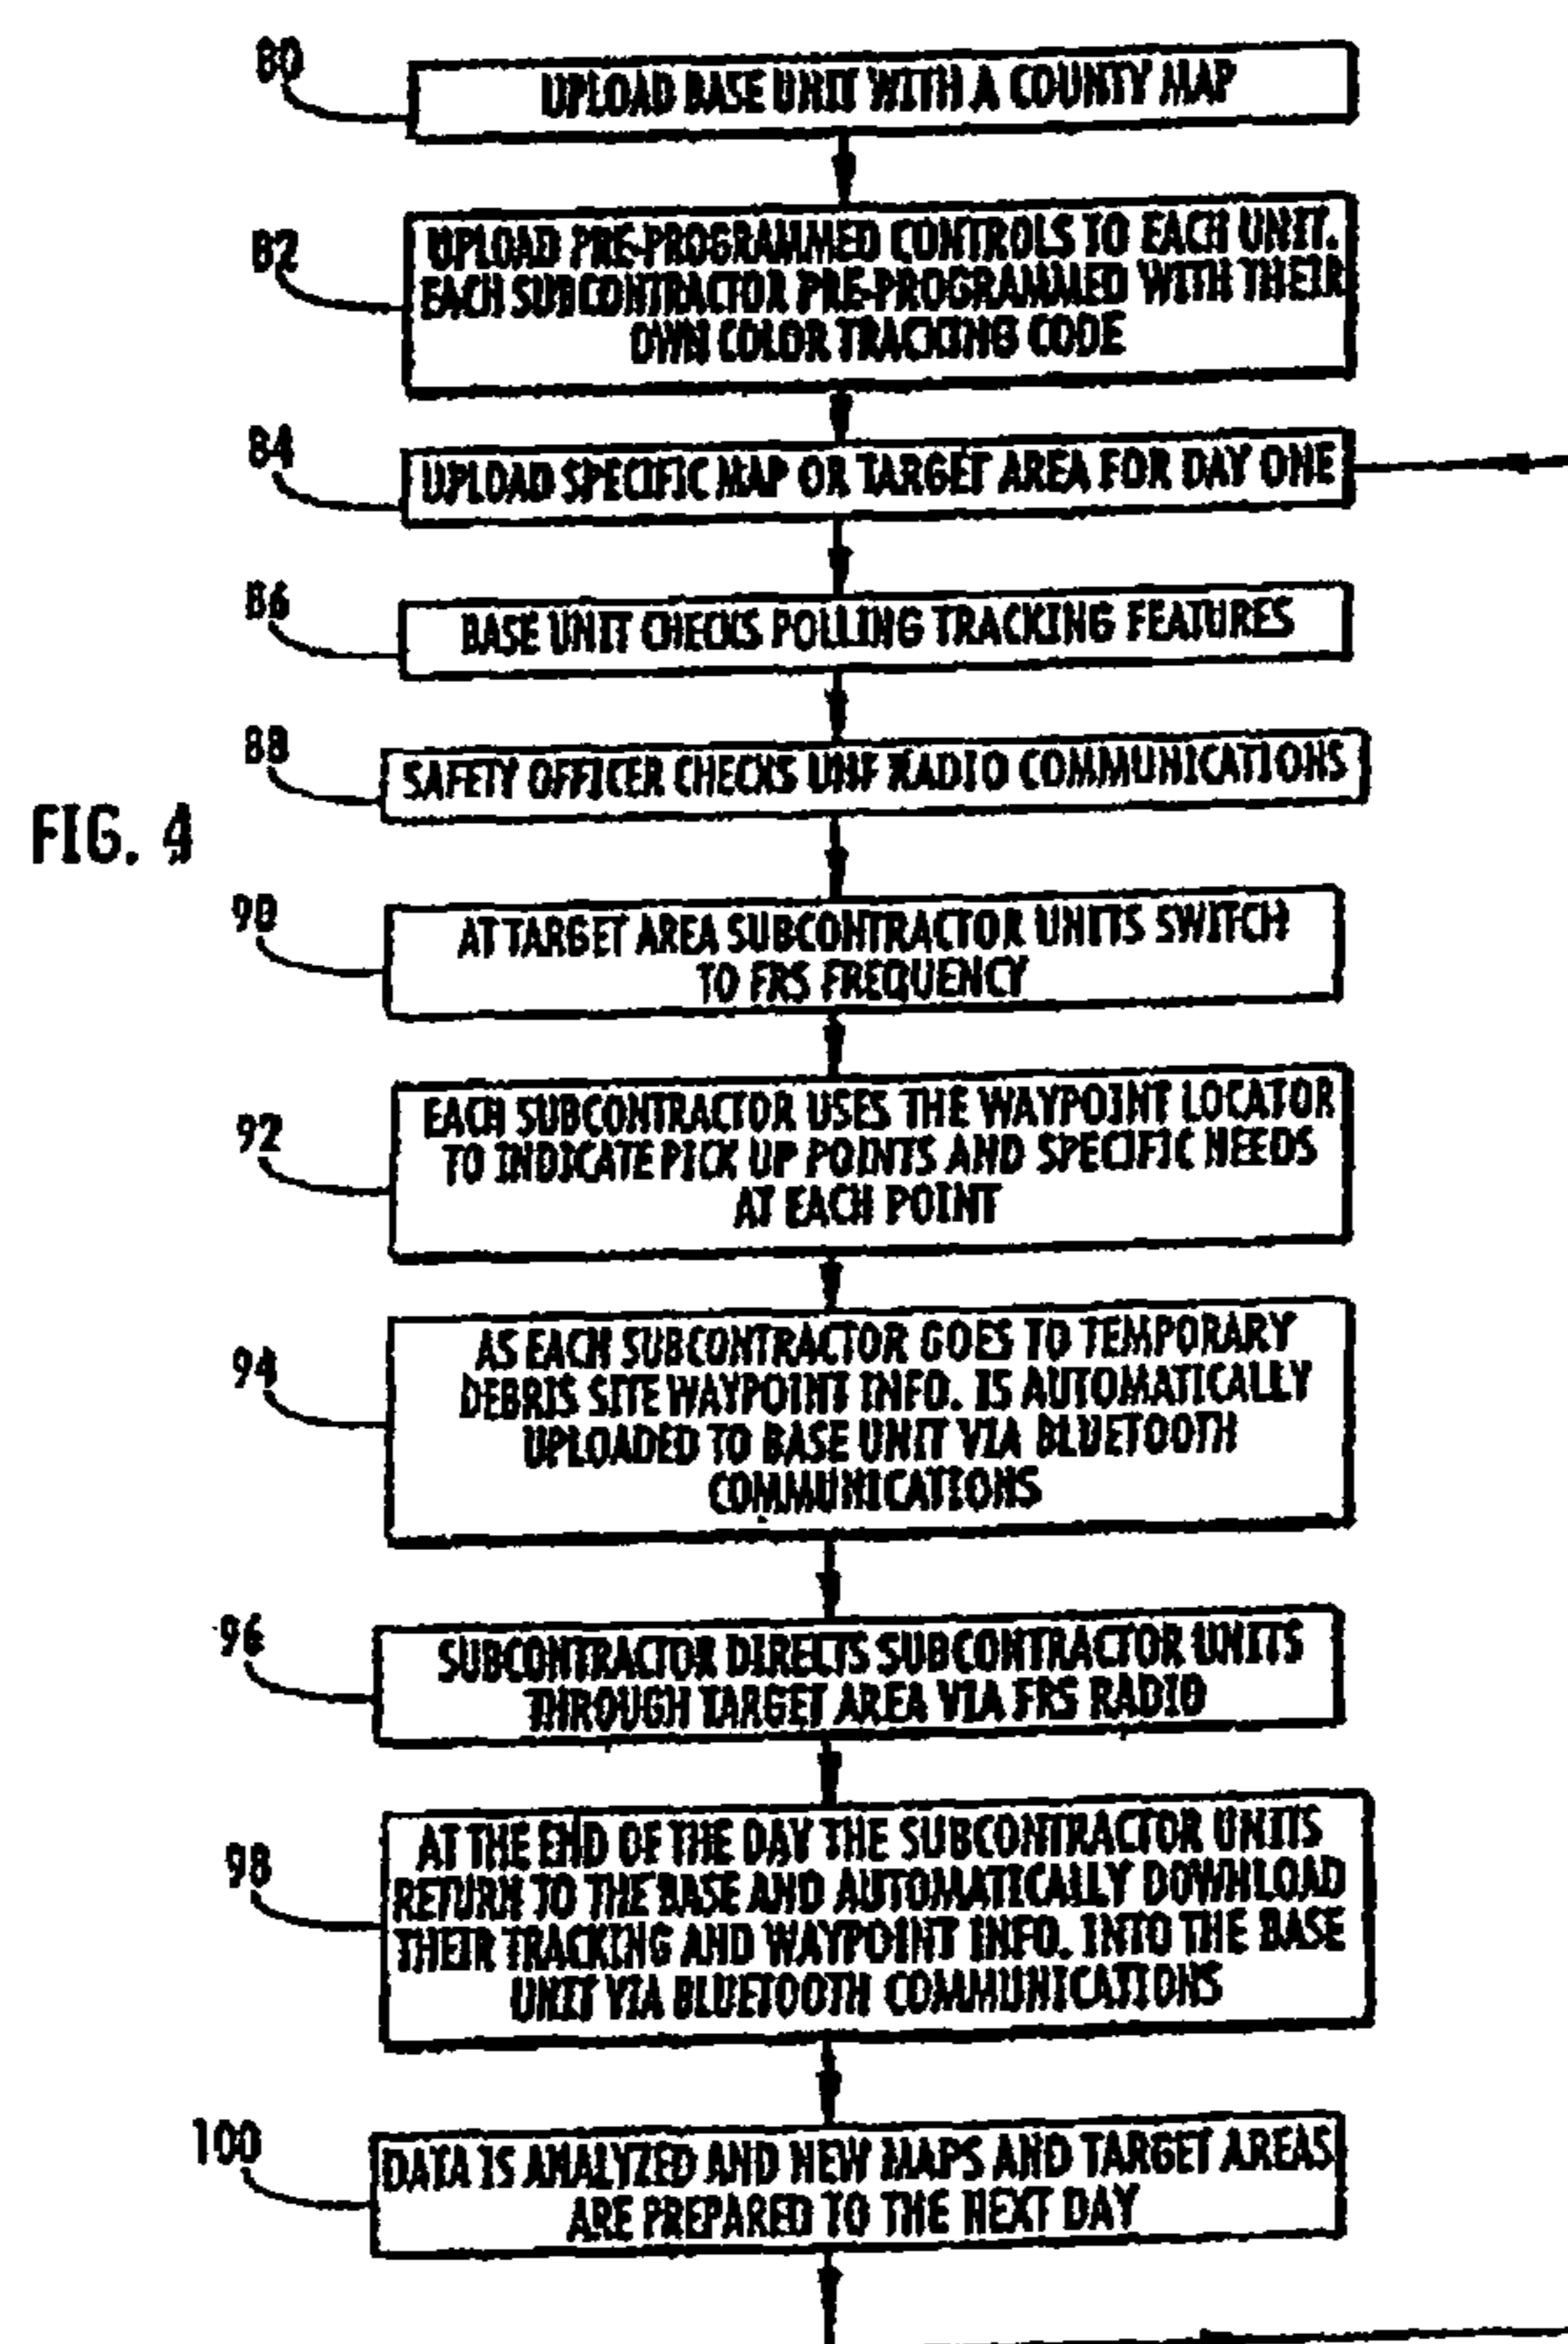 80
UPLOAD BASE UNIT WITH A COUNTY MAP
82
UPLOAD PRE-PROGRAMMED CONTROLS TO EACH UNIT.
EACH SUBCONTRACTOR PRE-PROGRAMMED WITH THEIR
OWN COLOR TRACKING CODE
84
UPLOAD SPECIFIC MAP OR TARGET AREA FOR DAY ONE
86
BASE UNIT CHECKS POLLING TRACKING FEATURES
88
SAFETY OFFICER CHECKS UHF RADIO COMMUNICATIONS
FIG. 4
90
AT TARGET AREA SUBCONTRACTOR UNITS SWITCH
TO FRS FREQUENCY
92
EACH SUBCONTRACTOR USES THE WAYPOINT LOCATOR
TO INDICATE PICK UP POINTS AND SPECIFIC NEEDS
AT EACH POINT
94
AS EACH SUBCONTRACTOR GOES TO TEMPORARY
DEBRIS SITE WAYPOINT INFO. IS AUTOMATICALLY
UPLOADED TO BASE UNIT VIA BLUETOOTH
COMMUNICATIONS
96
SUBCONTRACTOR DIRECTS SUBCONTRACTOR UNITS
THROUGH TARGET AREA VIA FRS RADIO
98
AT THE END OF THE DAY THE SUBCONTRACTOR UNITS
RETURN TO THE BASE AND AUTOMATICALLY DOWNLOAD
THEIR TRACKING AND WAYPOINT INFO. INTO THE BASE
UNIT VIA BLUETOOTH COMMUNICATIONS
100
DATA IS ANALYZED AND NEW MAPS AND TARGET AREAS
ARE PREPARED TO THE NEXT DAY